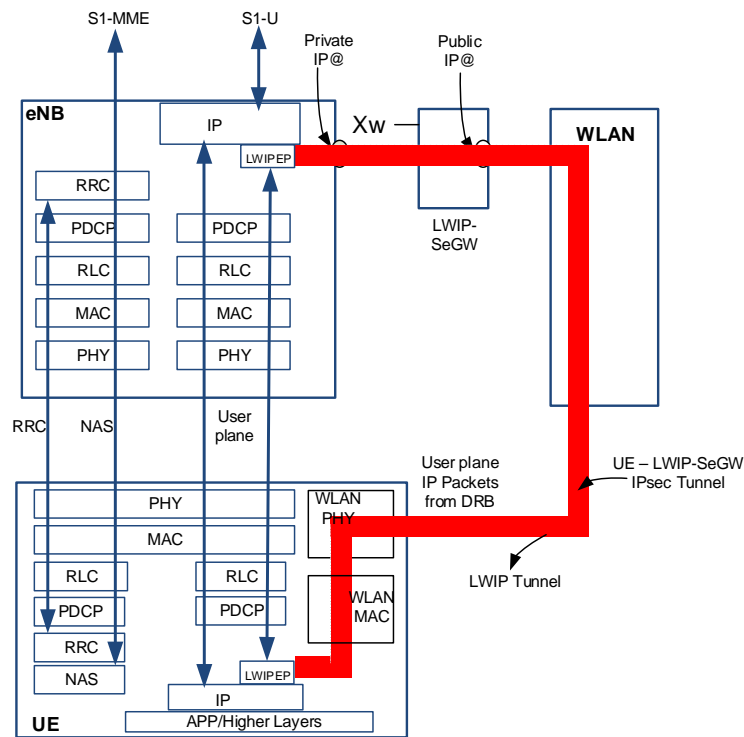 S1-MME
S1-U
Private
IP@
Public
IP@
eNB
IP
Xw
WLAN
LWIPEP
RRC
LWIP-
SeGW
PDCP
PDCP
RLC
RLC
MAC
MAC
PHY
PHY
RRC
NAS
User
plane
User plane
IP Packets
from DRB
UE – LWIP-SeGW
IPsec Tunnel
PHY
WLAN
PHY
MAC
LWIP Tunnel
RLC
RLC
WLAN
MAC
PDCP
PDCP
RRC
NAS
LWIPEP
IP
APP/Higher Layers
UE